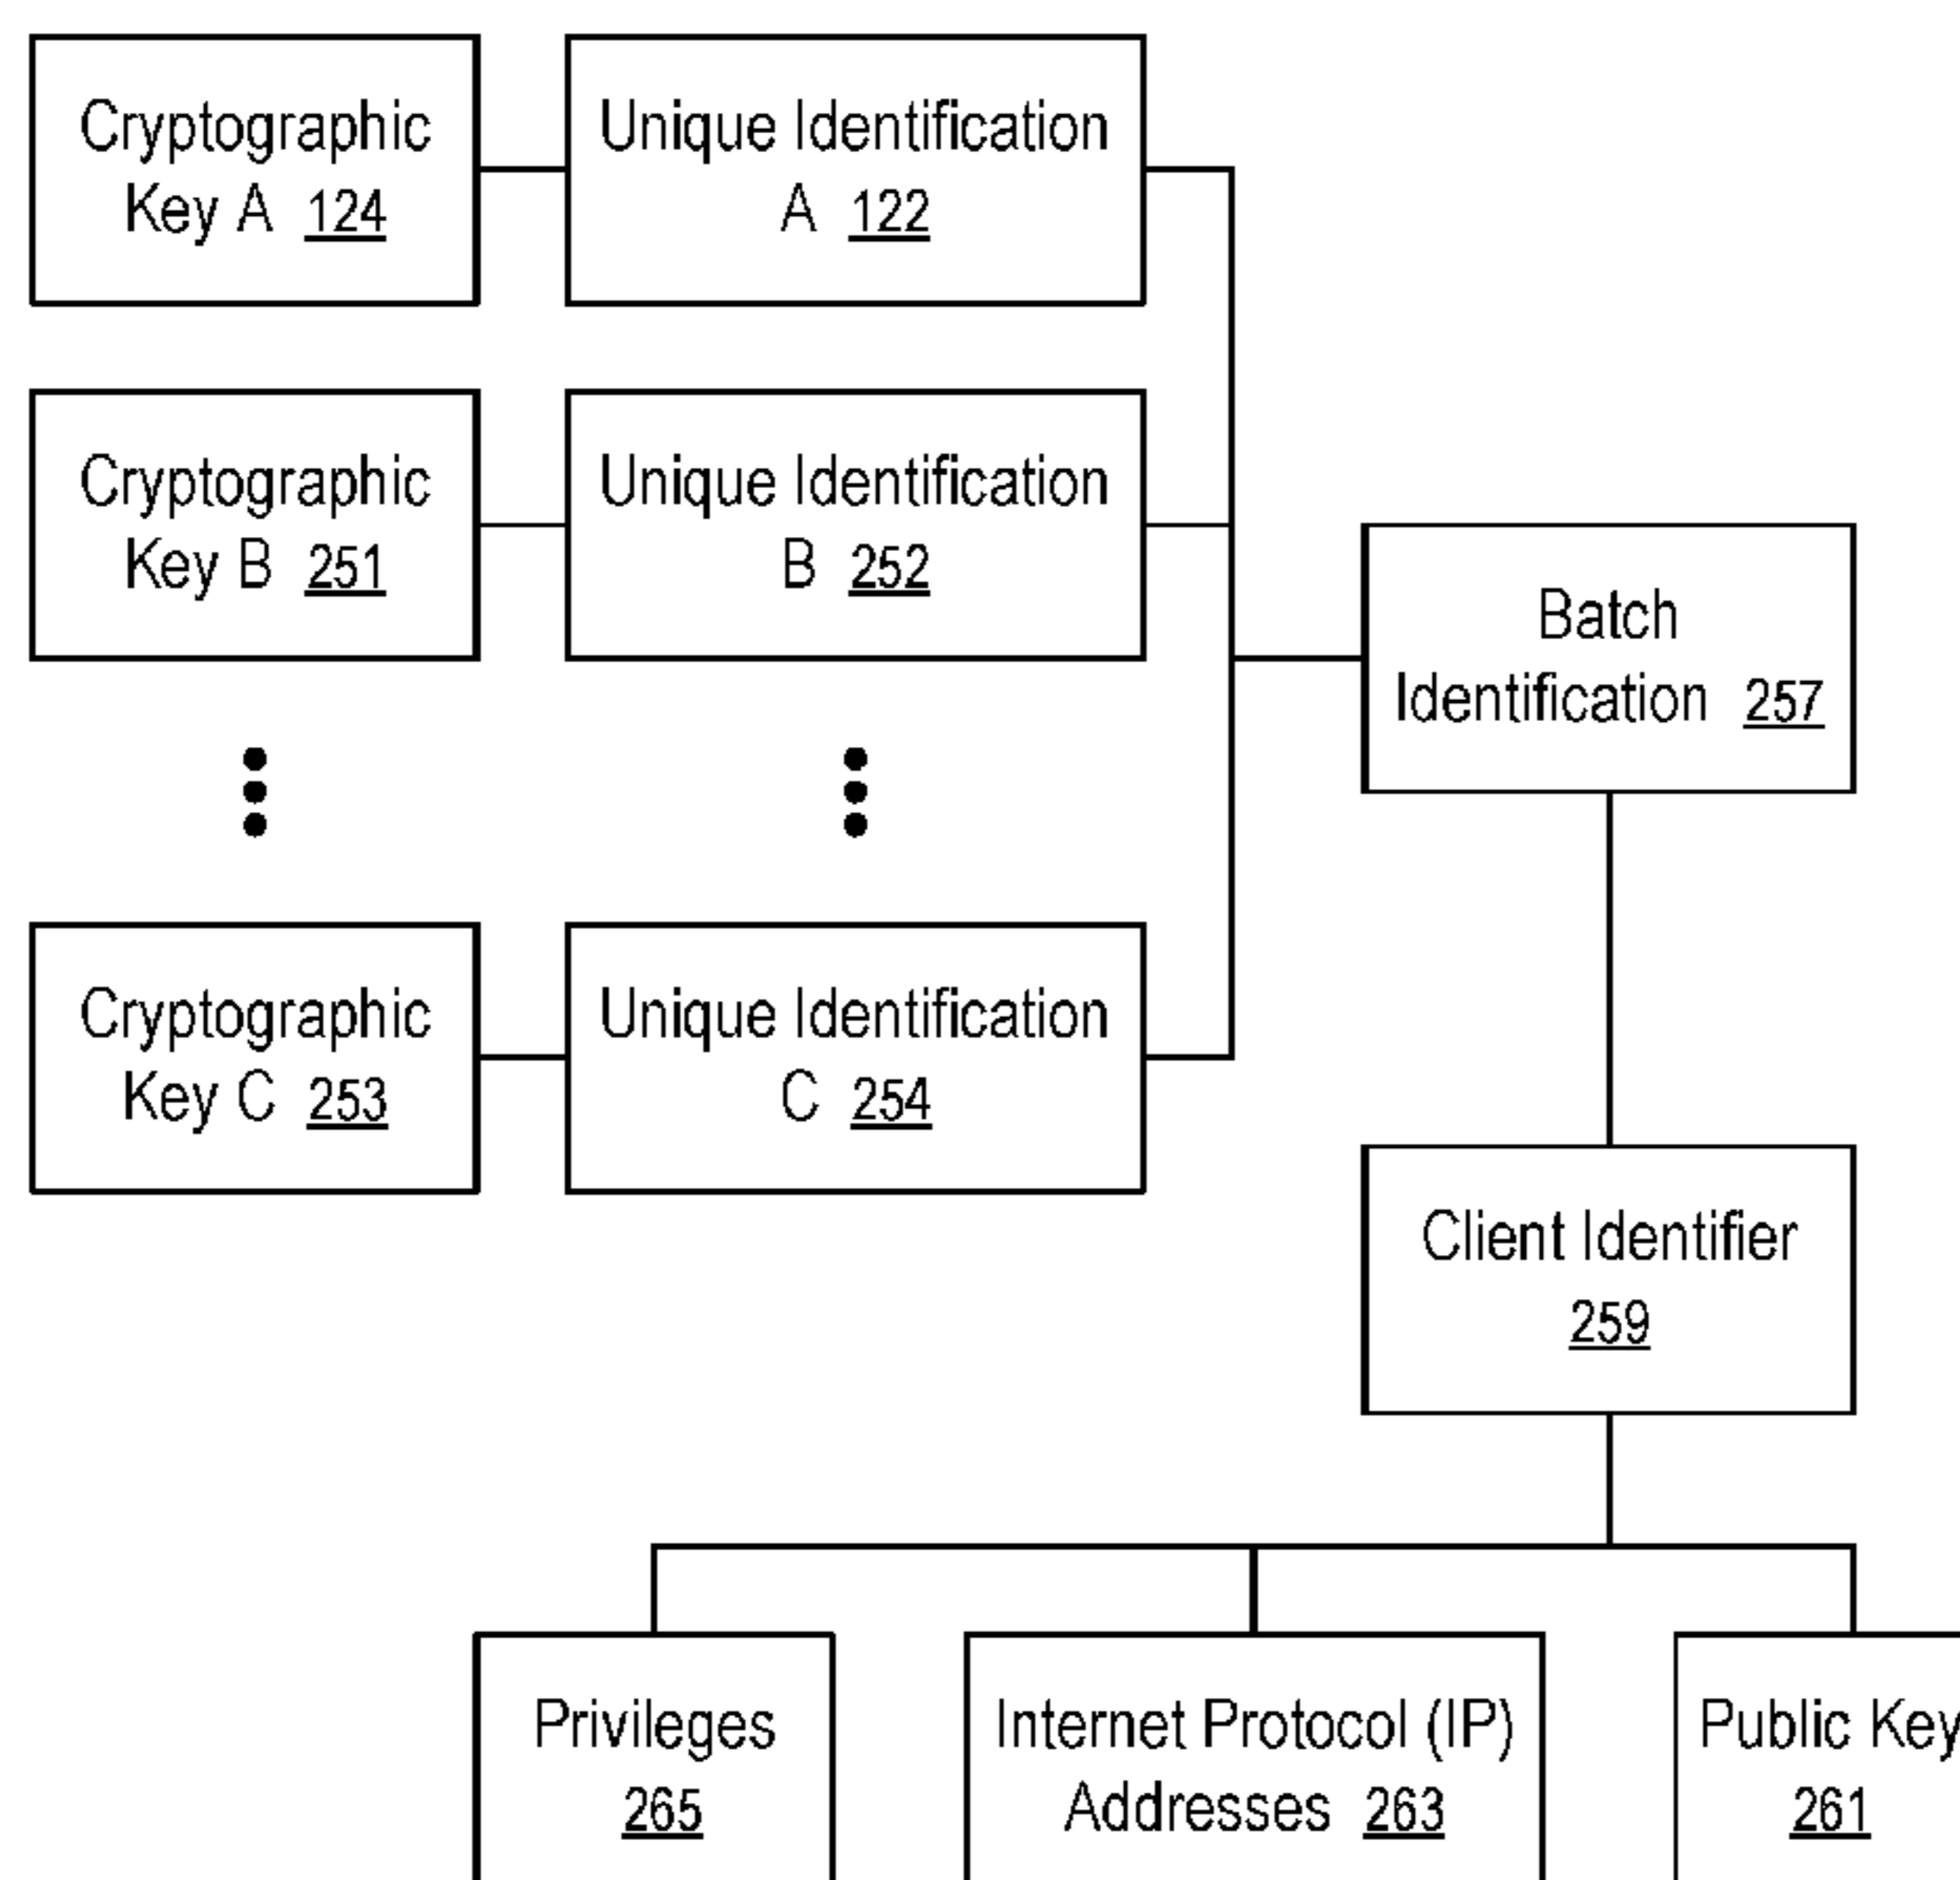 Cryptographic
Key A 124
Unique Identification
A 122
Cryptographic
Key B 251
Unique Identification
B 252
Batch
Identification 257
Cryptographic
Key C 253
Unique Identification
C 254
Client Identifier
259
Privileges
265
Internet Protocol (IP)
Addresses 263
Public Key
261